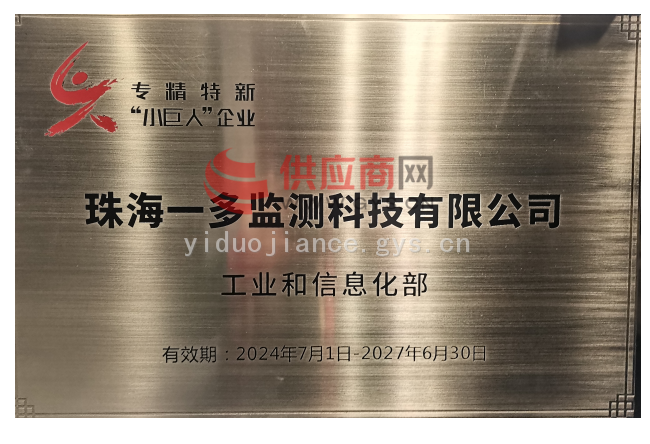 专精特新
“小巨人”企业
供应商网
珠海一多监测科技有限公司
yiduojiance.gys.cn
工业和信息化部
有效期：2024年7月1日-2027年6月30日